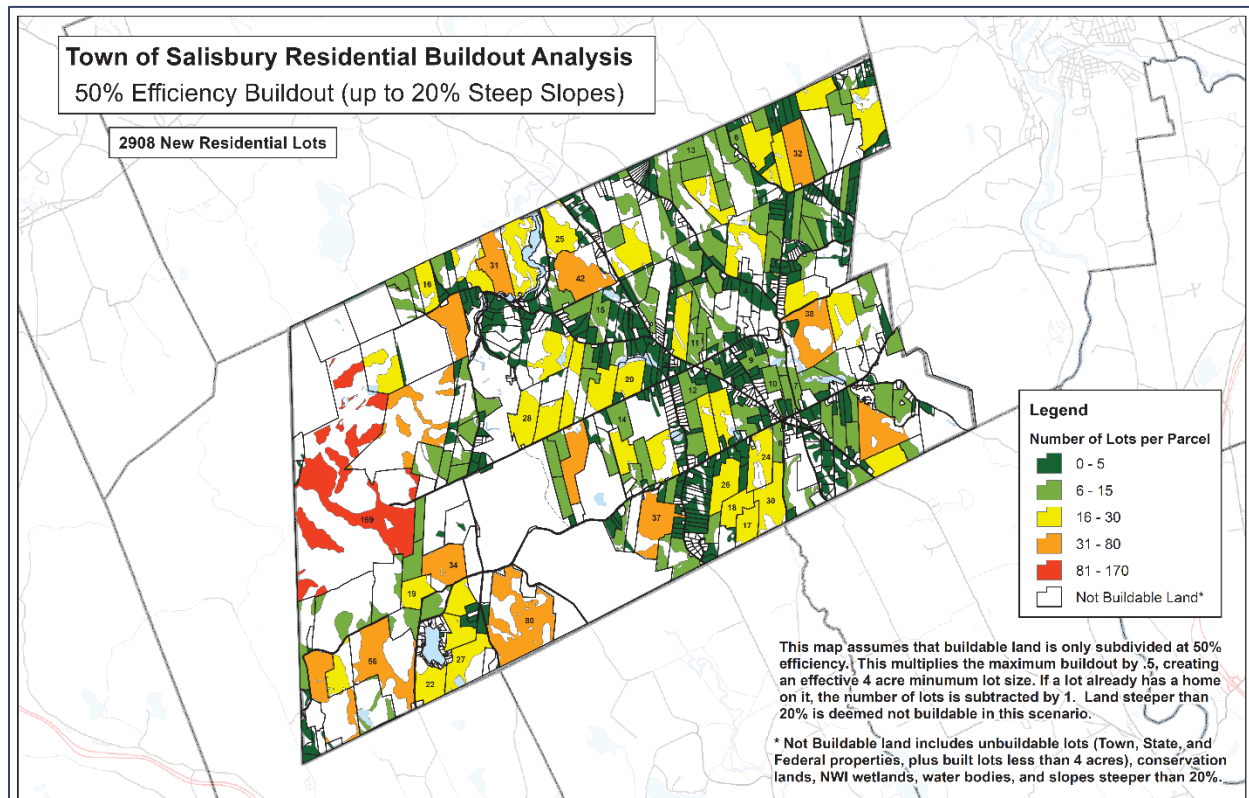 Town of Salisbury Residential Buildout Analysis
50% Efficiency Buildout (up to 20% Steep Slopes)
2908 New Residential Lots
6
13
32
25
31
42
16
4
15
38
11
9
20
12
10
7
28
14
8
24
26
30
18
37
17
169
34
19
80
56
27
22
Legend
Number of Lots per Parcel
0 - 5
6 - 15
16 - 30
31 - 80
81 - 170
Not Buildable Land*
This map assumes that buildable land is only subdivided at 50%
efficiency. This multiplies the maximum buildout by .5, creating
an effective 4 acre minumum lot size. If a lot already has a home
on it, the number of lots is subtracted by 1. Land steeper than
20% is deemed not buildable in this scenario.
* Not Buildable land includes unbuildable lots (Town, State, and
Federal properties, plus built lots less than 4 acres), conservation
lands, NWI wetlands, water bodies, and slopes steeper than 20%.